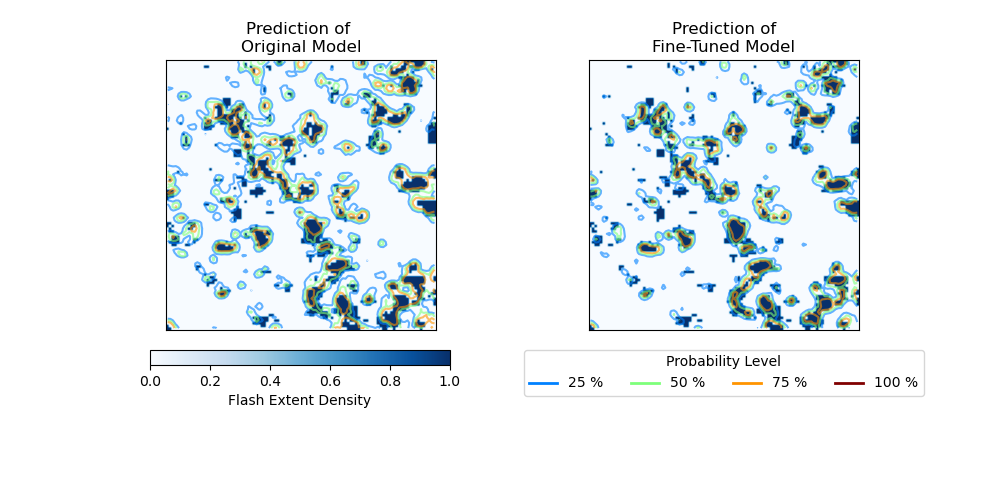 Prediction of
Original Model
Prediction of
Fine-Tuned Model
0.0 0.2 0.4 0.6 0.8 1.0
Flash Extent Density
Probability Level
25 % 50 % 75 % 100 %